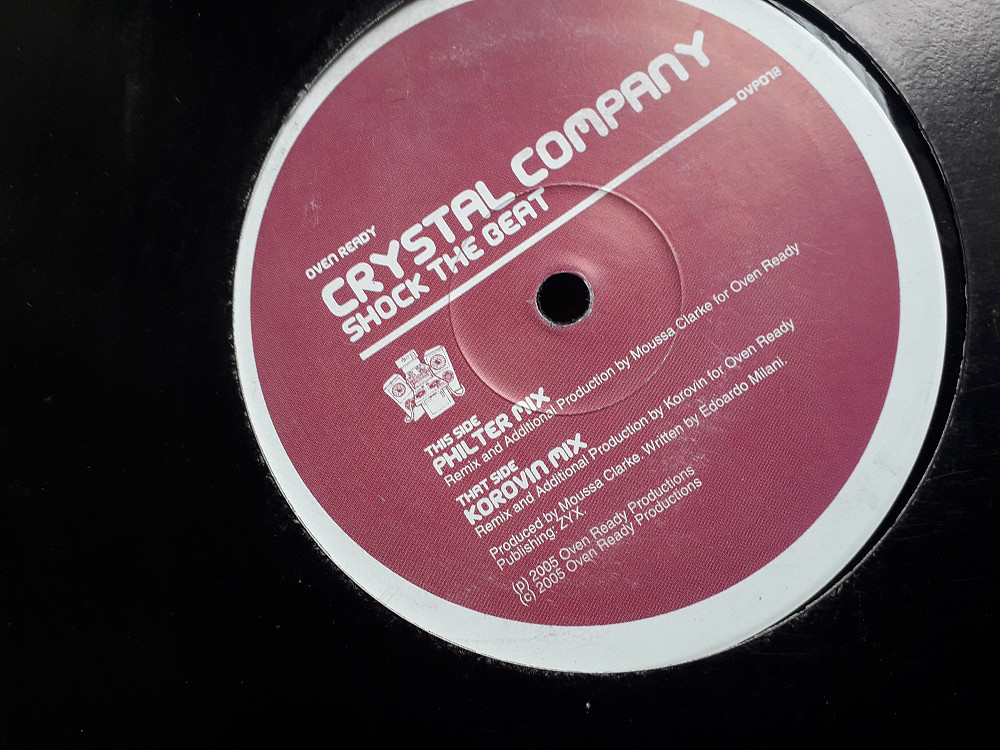 OVEN READY
CRYSTAL COMPANY
SHOCK THE BEAT
OVP018
THIS SIDE
PHILTER MIX
Remix and Additional Production by Moussa Clarke for Oven Ready
THAT SIDE
KOROVIN MIX
Remix and Additional Production by Korovin for Oven Ready
Produced by Moussa Clarke. Written by Edoardo Milani.
Publishing: ZYX.
(p) 2005 Oven Ready Productions
(c) 2005 Oven Ready Productions